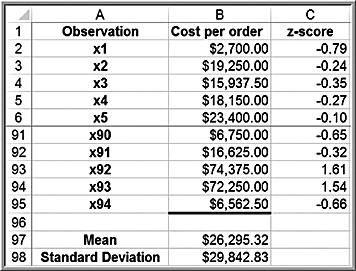 A B C
1 Observation Cost per order z-score
2 x1 $2,700.00 -0.79
3 x2 $19,250.00 -0.24
4 x3 $15,937.50 -0.35
5 x4 $18,150.00 -0.27
6 x5 $23,400.00 -0.10
91 x90 $6,750.00 -0.65
92 x91 $16,625.00 -0.32
93 x92 $74,375.00 1.61
94 x93 $72,250.00 1.54
95 x94 $6,562.50 -0.66
96
97 Mean $26,295.32
98 Standard Deviation $29,842.83